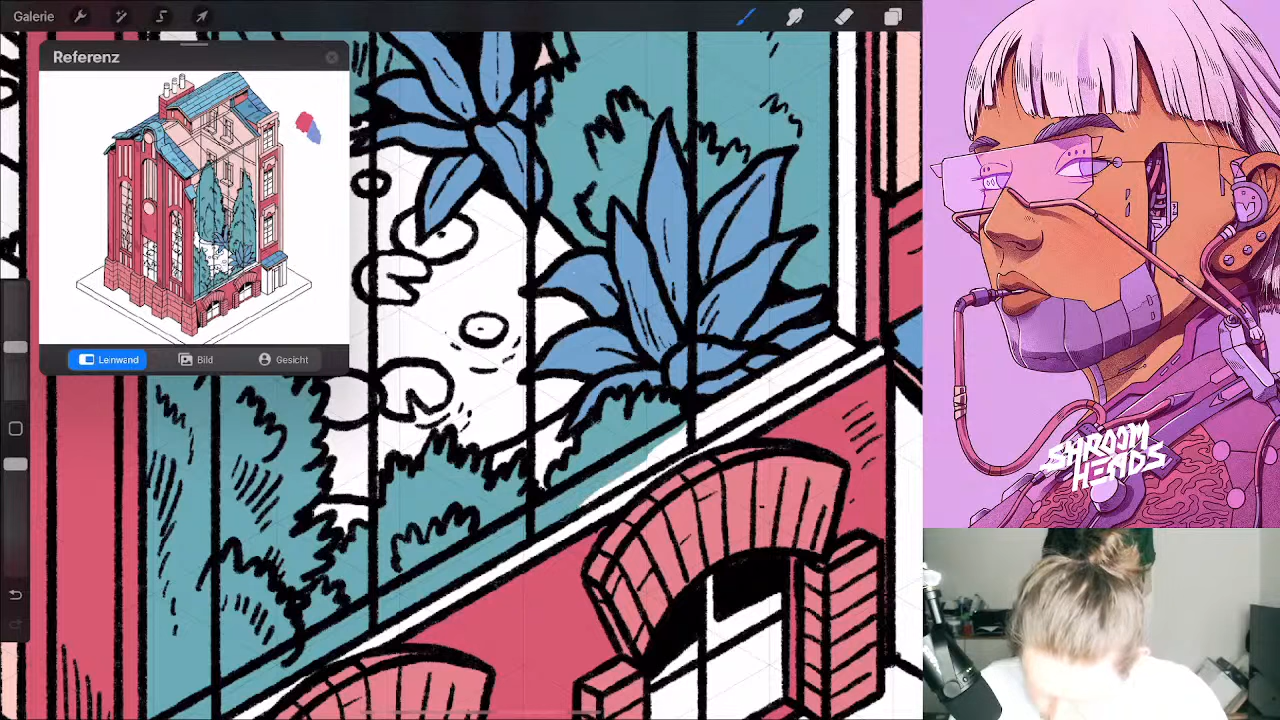 Galerie
Referenz
Leinwand
Bild
Gesicht
SHROOM
HEADS